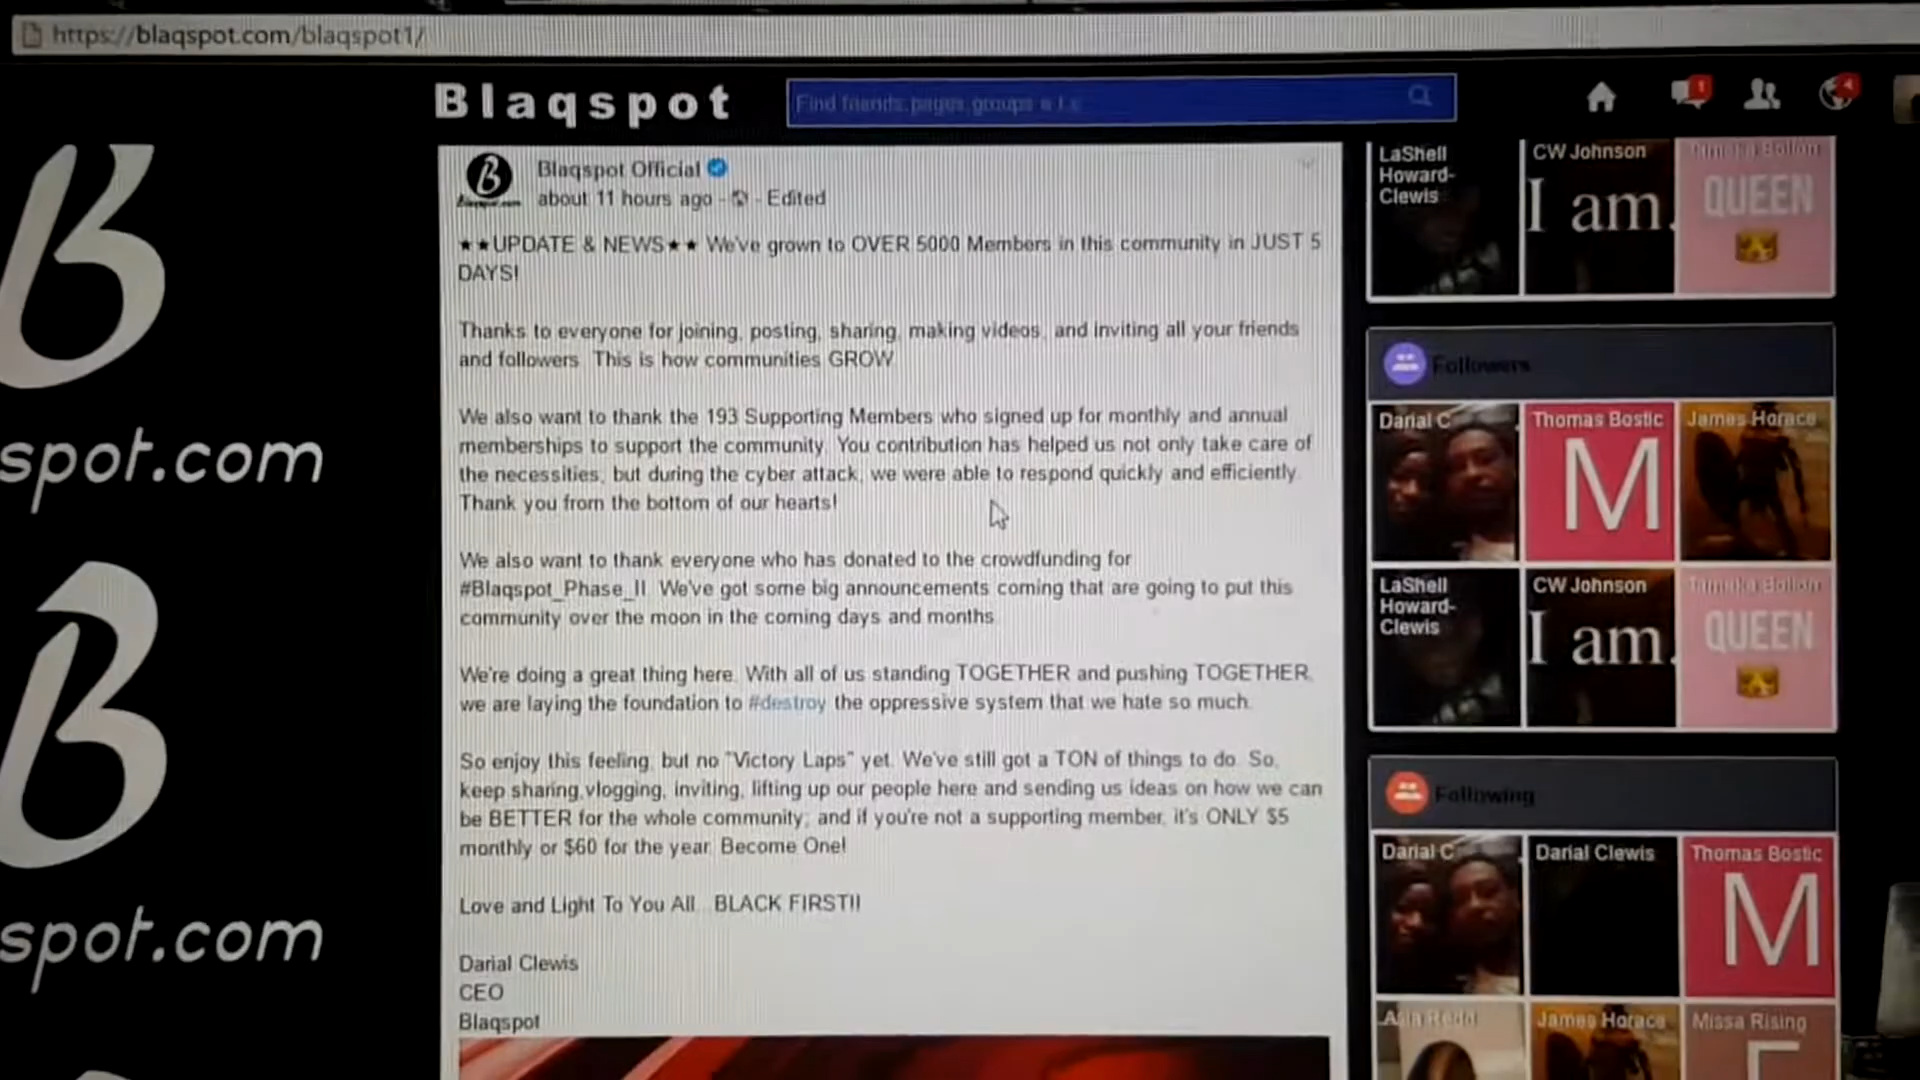 https://blaqspot.com/blaqspot1/
Blaqspot
Find friends, pages, groups e.t.c
1
4
B
spot.com
B
spot.com
Blaqspot Official
about 11 hours ago - - Edited
★★UPDATE & NEWS★★ We've grown to OVER 5000 Members in this community in JUST 5
DAYS!
Thanks to everyone for joining, posting, sharing, making videos, and inviting all your friends
and followers. This is how communities GROW.
We also want to thank the 193 Supporting Members who signed up for monthly and annual
memberships to support the community. You contribution has helped us not only take care of
the necessities, but during the cyber attack, we were able to respond quickly and efficiently.
Thank you from the bottom of our hearts!
We also want to thank everyone who has donated to the crowdfunding for
#Blaqspot_Phase_II. We've got some big announcements coming that are going to put this
community over the moon in the coming days and months.
We're doing a great thing here. With all of us standing TOGETHER and pushing TOGETHER,
we are laying the foundation to #destroy the oppressive system that we hate so much.
So enjoy this feeling, but no "Victory Laps" yet. We've still got a TON of things to do. So,
keep sharing,vlogging, inviting, lifting up our people here and sending us ideas on how we can
be BETTER for the whole community; and if you're not a supporting member, it's ONLY $5
monthly or $60 for the year. Become One!
Love and Light To You All...BLACK FIRST!!
Darial Clewis
CEO
Blaqspot
LaShell
Howard-
Clewis
CW Johnson
I am.
QUEEN
Followers
Darial C
Thomas Bostic
M
James Horace
LaShell
Howard-
Clewis
CW Johnson
I am.
QUEEN
Following
Darial C
Darial Clewis
Thomas Bostic
M
Asia Redd
James Horace
Missa Rising